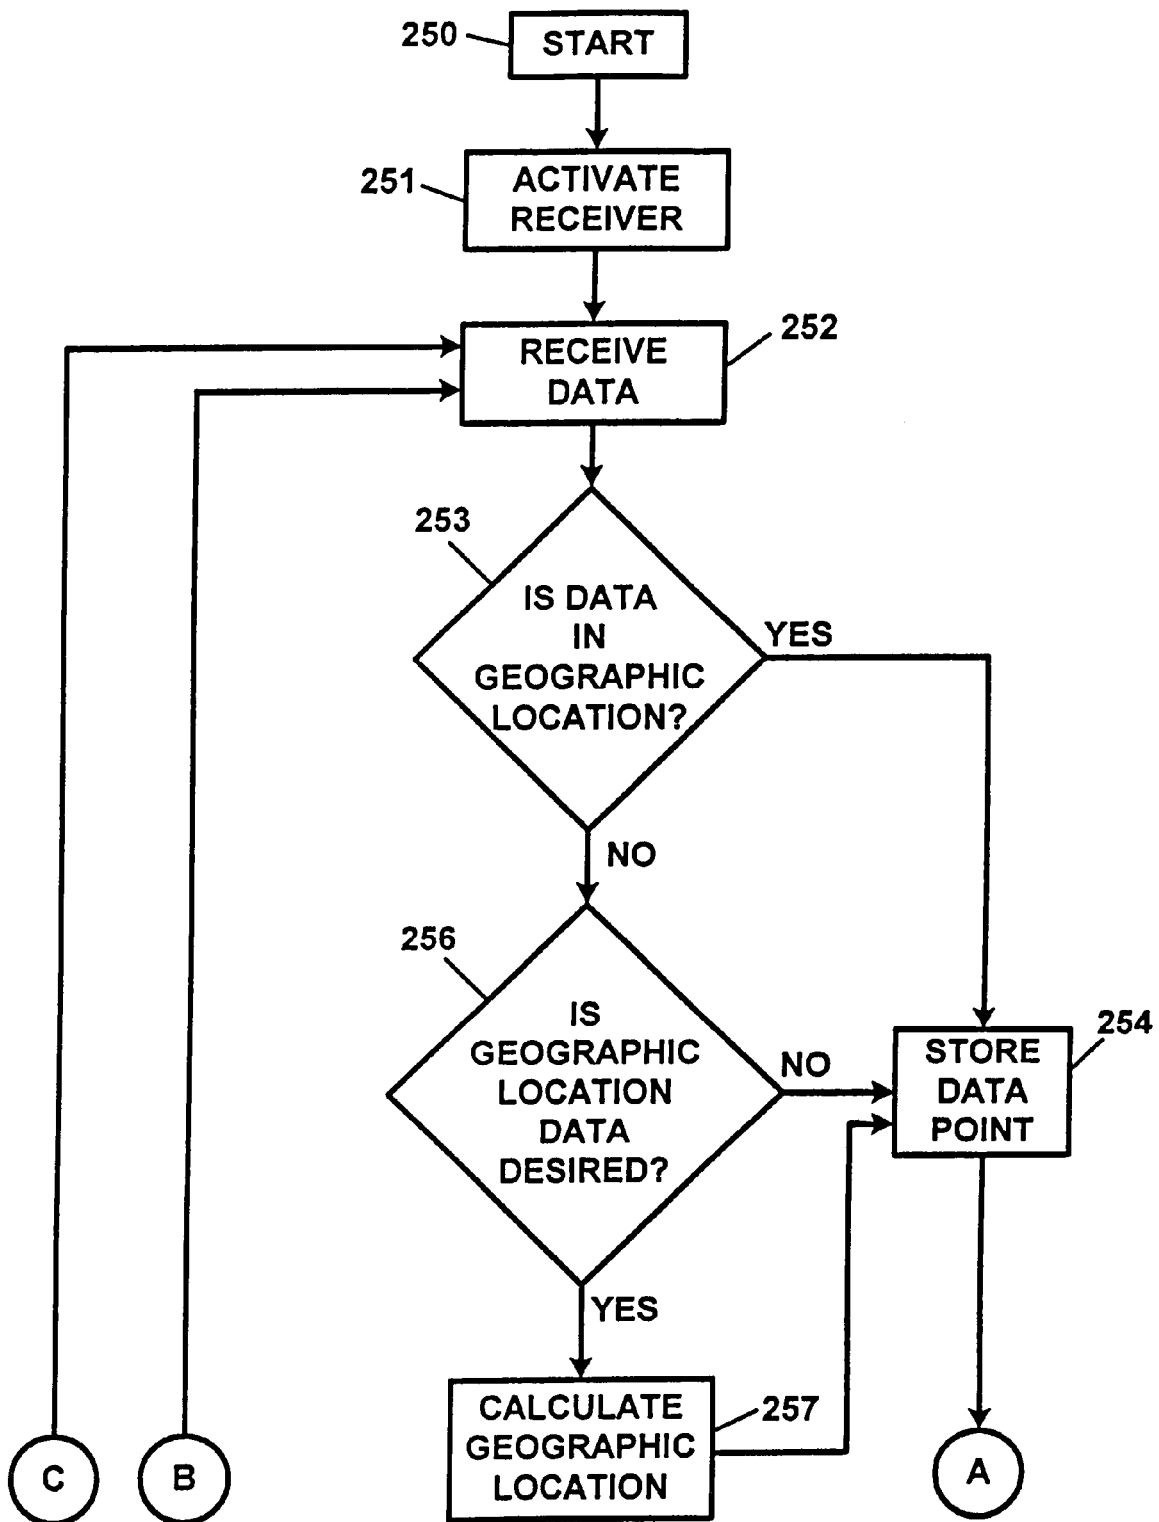 250
START
251
ACTIVATE
RECEIVER
252
RECEIVE
DATA
253
IS DATA
IN
GEOGRAPHIC
LOCATION?
YES
NO
256
IS
GEOGRAPHIC
LOCATION
DATA
DESIRED?
NO
254
STORE
DATA
POINT
YES
257
CALCULATE
GEOGRAPHIC
LOCATION
C
B
A